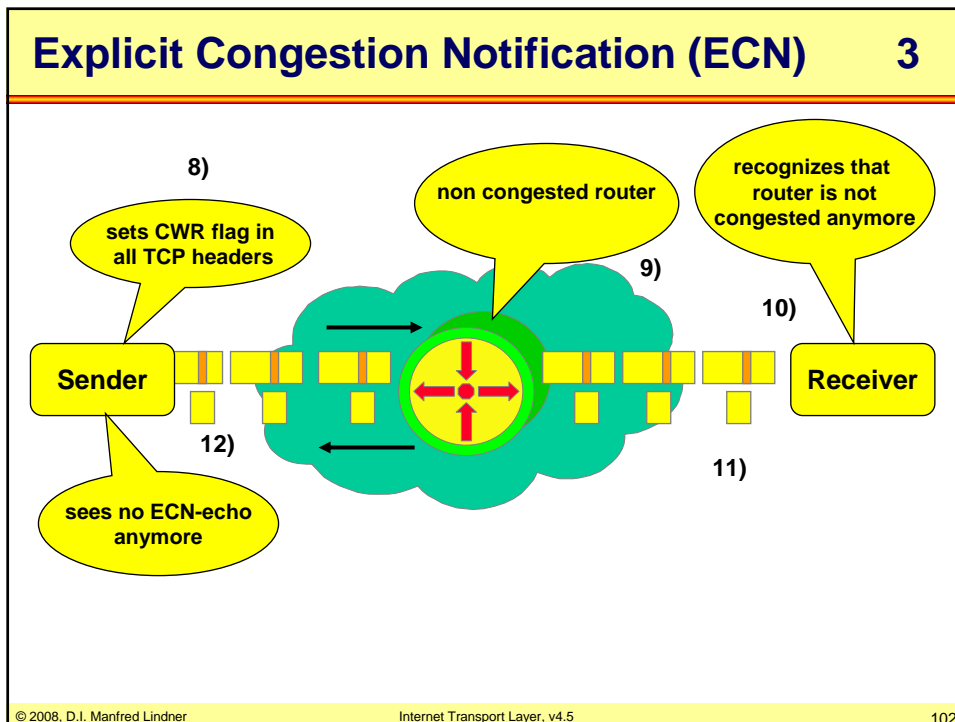 Explicit Congestion Notification (ECN) 3
8)
sets CWR flag in
all TCP headers
non congested router
recognizes that
router is not
congested anymore
9)
10)
Sender
Receiver
12)
11)
sees no ECN-echo
anymore
© 2008, D.I. Manfred Lindner
Internet Transport Layer, v4.5
102